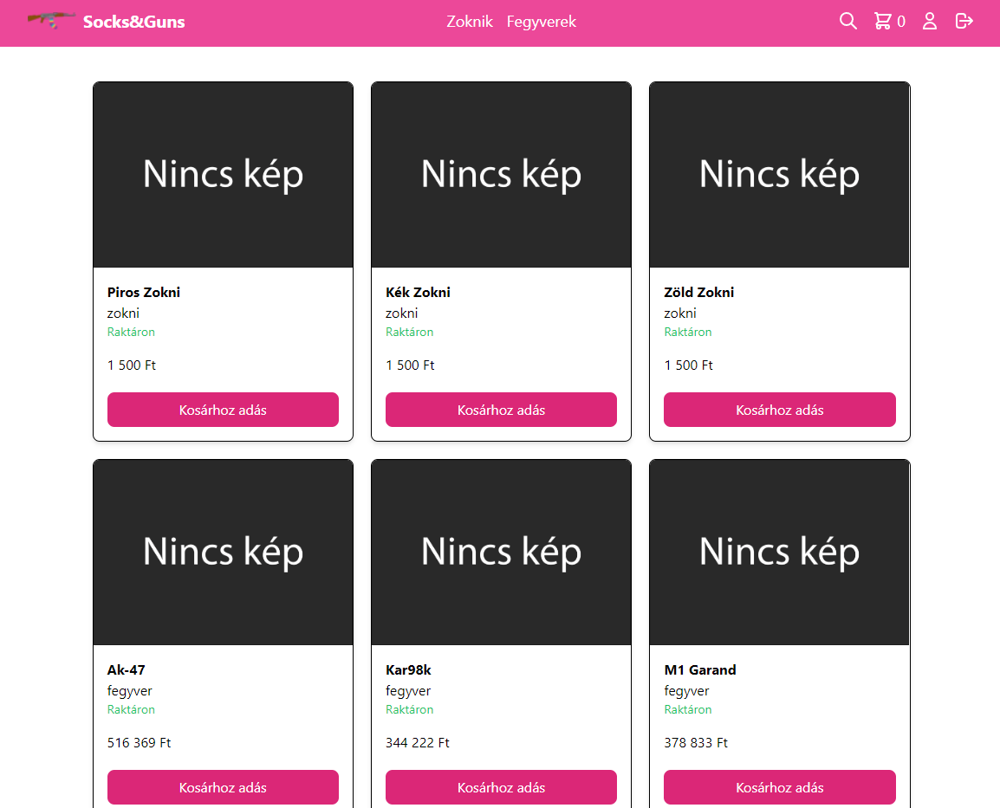 Socks&Guns Zoknik Fegyverek 0
Nincs kép Nincs kép Nincs kép
Piros Zokni Kék Zokni Zöld Zokni
zokni zokni zokni
Raktáron Raktáron Raktáron
1 500 Ft 1 500 Ft 1 500 Ft
Kosárhoz adás Kosárhoz adás Kosárhoz adás
Nincs kép Nincs kép Nincs kép
Ak-47 Kar98k M1 Garand
fegyver fegyver fegyver
Raktáron Raktáron Raktáron
516 369 Ft 344 222 Ft 378 833 Ft
Kosárhoz adás Kosárhoz adás Kosárhoz adás